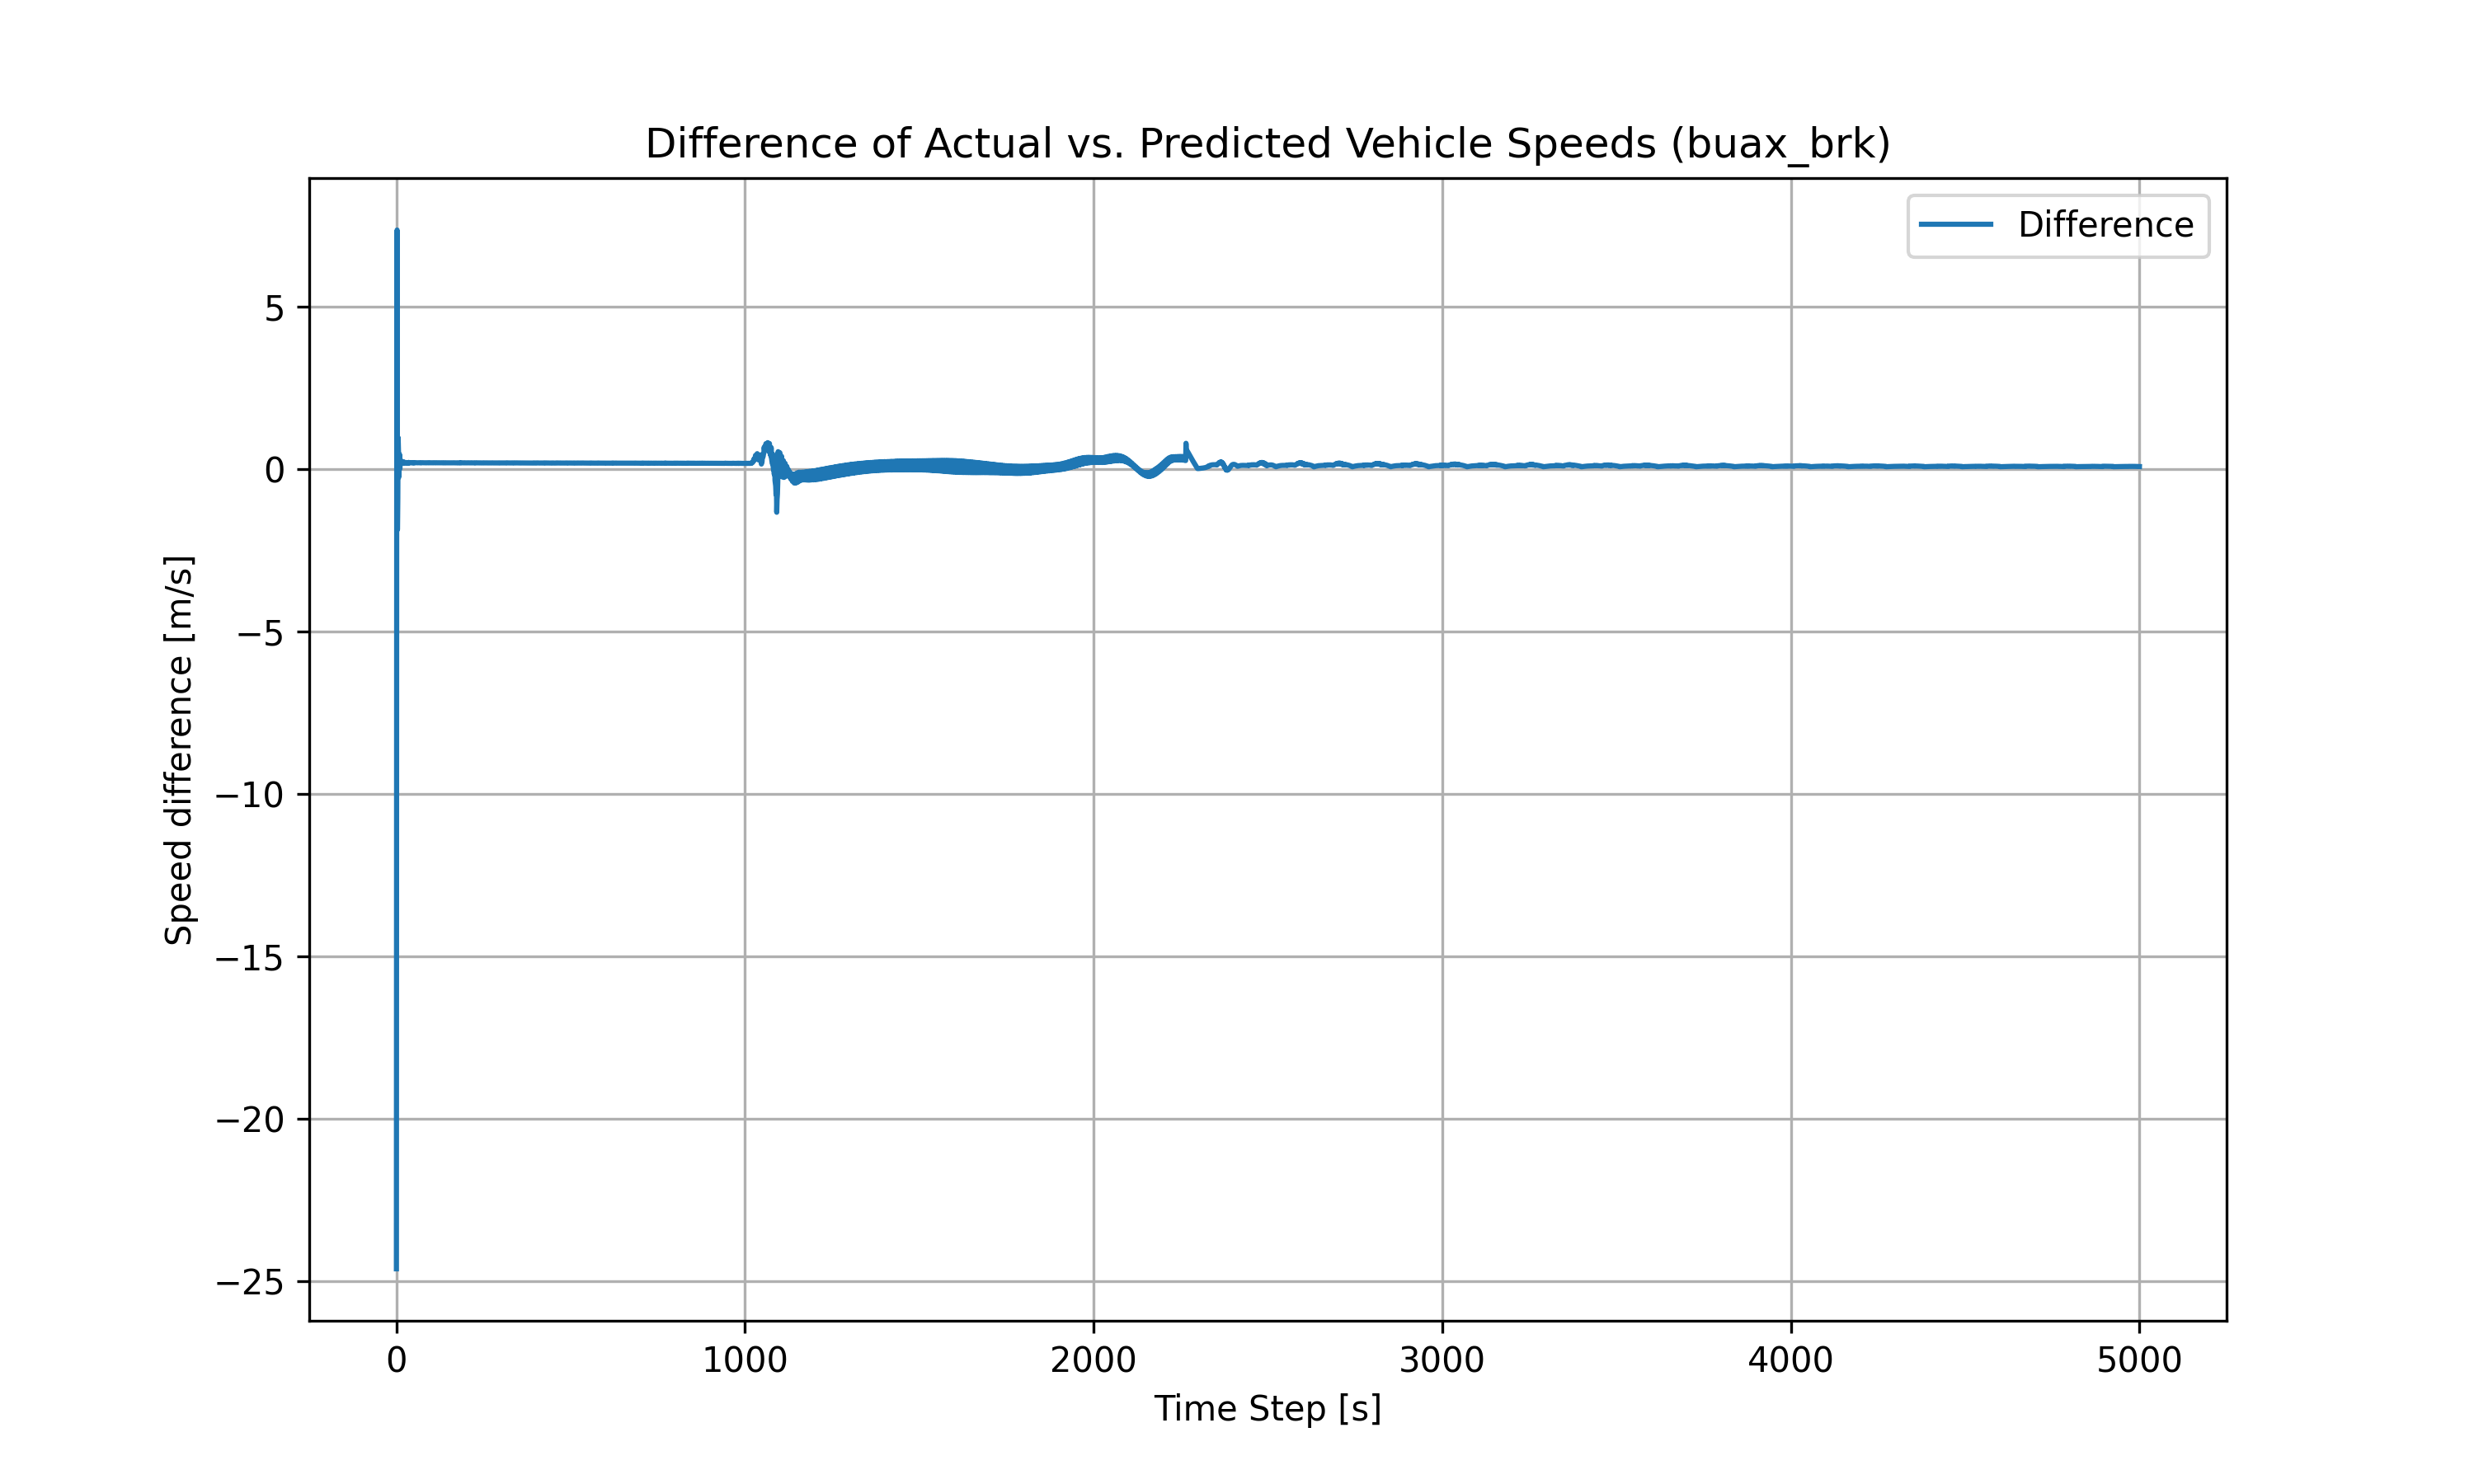 Difference of Actual vs. Predicted Vehicle Speeds (buax_brk)
Difference
5
0
−5
−10
−15
−20
−25
Speed difference [m/s]
0 1000 2000 3000 4000 5000
Time Step [s]